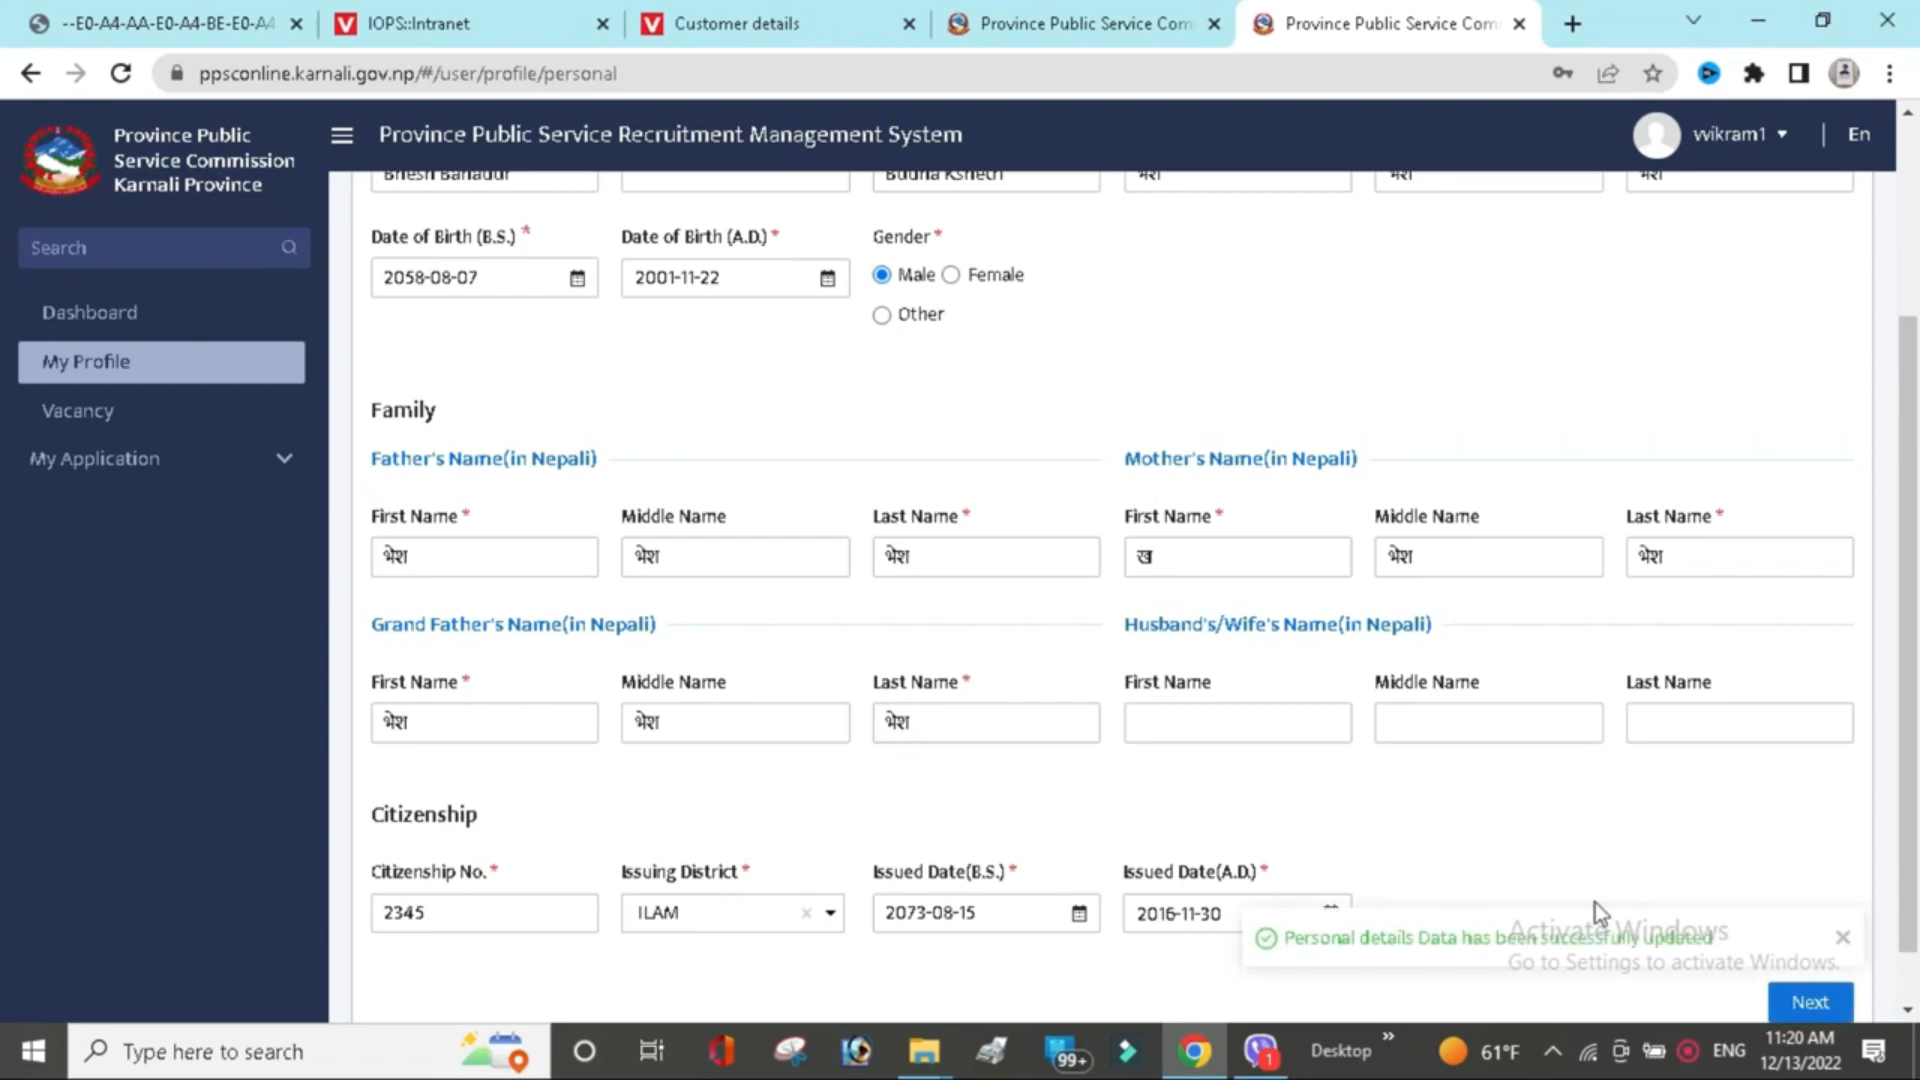 --E0-A4-AA-E0-A4-BE-E0-A4
IOPS::Intranet
Customer details
Province Public Service Com
Province Public Service Com
ppsconline.karnali.gov.np/#/user/profile/personal
Province Public
Service Commission
Karnali Province
Province Public Service Recruitment Management System
vvikram1
En
Search
Dashboard
My Profile
Vacancy
My Application
Date of Birth (B.S.) *
Date of Birth (A.D.) *
Gender *
2058-08-07
2001-11-22
Male
Female
Other
Family
Father's Name(in Nepali)
Mother's Name(in Nepali)
First Name *
Middle Name
Last Name *
First Name *
Middle Name
Last Name *
भेश
भेश
भेश
ख
भेश
भेश
Grand Father's Name(in Nepali)
Husband's/Wife's Name(in Nepali)
First Name *
Middle Name
Last Name *
First Name
Middle Name
Last Name
भेश
भेश
भेश
Citizenship
Citizenship No. *
Issuing District *
Issued Date(B.S.) *
Issued Date(A.D.) *
2345
ILAM
2073-08-15
2016-11-30
Personal details Data has been successfully updated
Activate Windows
Go to Settings to activate Windows.
Next
Type here to search
99+
1
Desktop
61°F
ENG
11:20 AM
12/13/2022